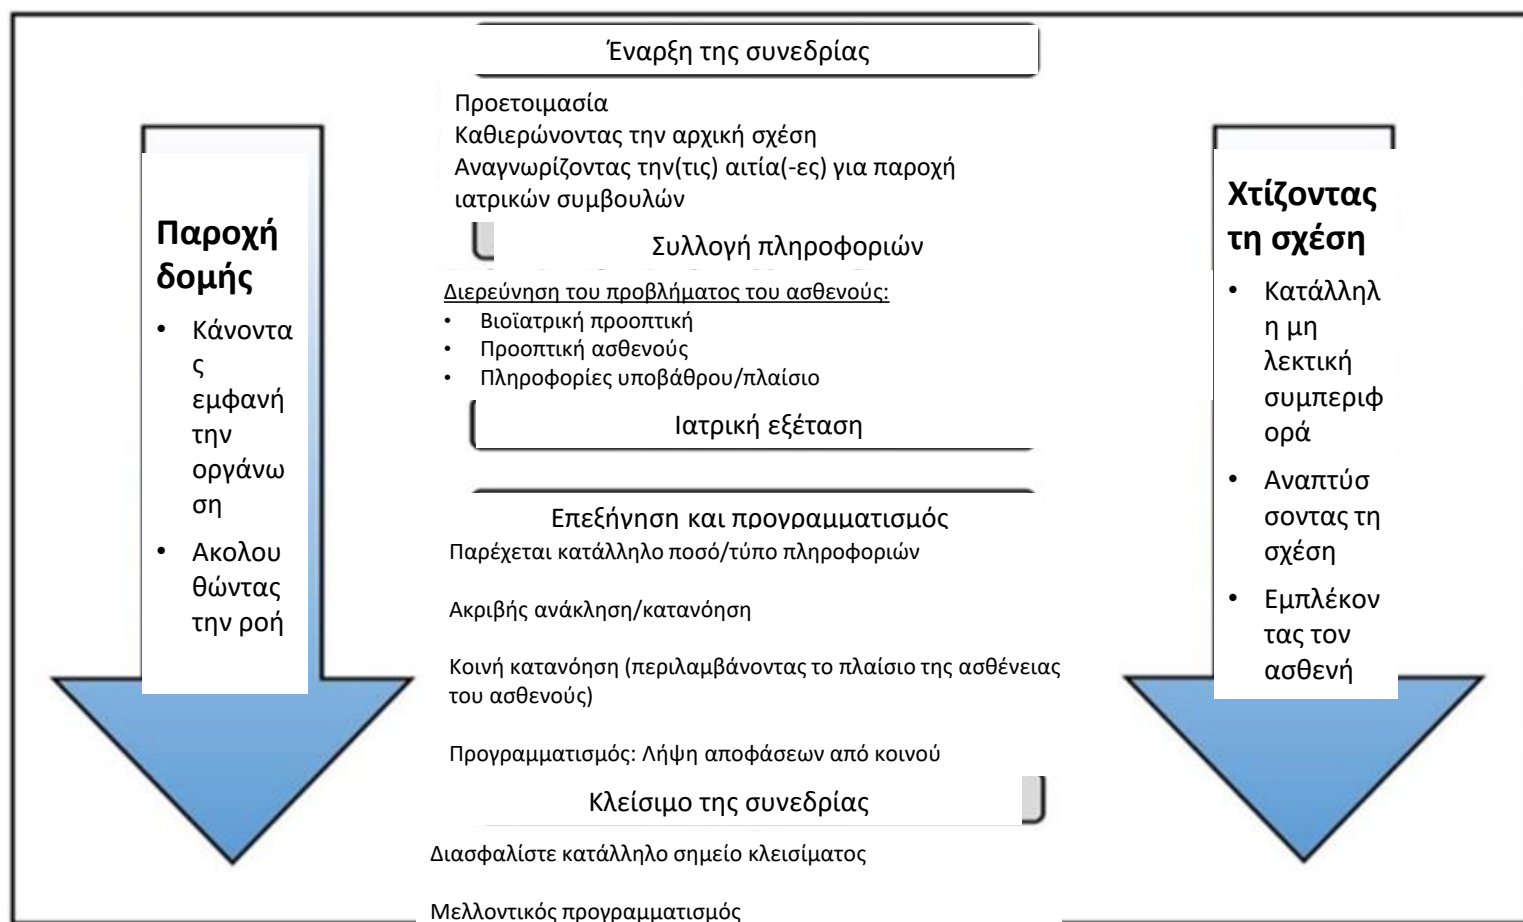 Έναρξη της συνεδρίας
Προετοιμασία
Καθιερώνοντας την αρχική σχέση
Αναγνωρίζοντας την(τις) αιτία(-ες) για παροχή
ιατρικών συμβουλών
Παροχή
δομής
• Κάνοντα
ς
εμφανή
την
οργάνω
ση
• Ακολου
θώντας
την ροή
Συλλογή πληροφοριών
Διερεύνηση του προβλήματος του ασθενούς:
• Βιοϊατρική προοπτική
• Προοπτική ασθενούς
• Πληροφορίες υποβάθρου/πλαίσιο
Ιατρική εξέταση
Επεξήγηση και προγραμματισμός
Παρέχεται κατάλληλο ποσό/τύπο πληροφοριών
Ακριβής ανάκληση/κατανόηση
Κοινή κατανόηση (περιλαμβάνοντας το πλαίσιο της ασθένειας
του ασθενούς)
Προγραμματισμός: Λήψη αποφάσεων από κοινού
Κλείσιμο της συνεδρίας
Διασφαλίστε κατάλληλο σημείο κλεισίματος
Μελλοντικός προγραμματισμός
Χτίζοντας
τη σχέση
• Κατάλληλ
η μη
λεκτική
συμπεριφ
ορά
• Αναπτύσ
σοντας τη
σχέση
• Εμπλέκον
τας τον
ασθενή